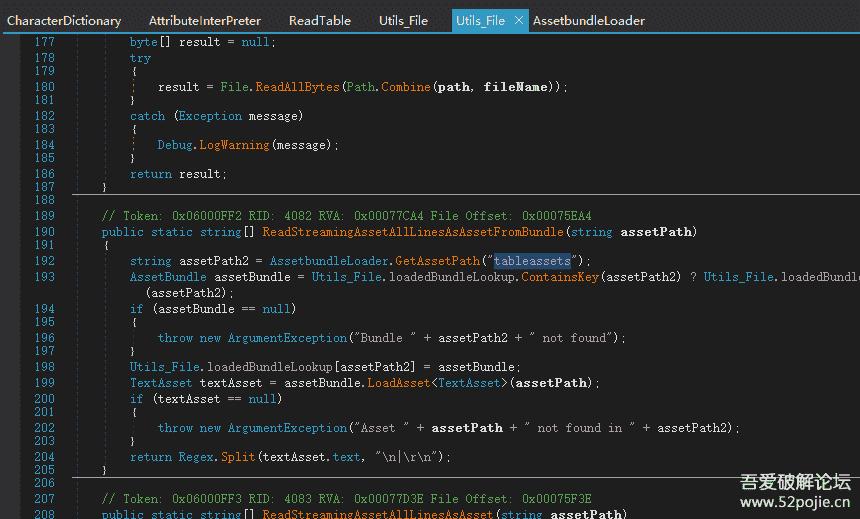 CharacterDictionary AttributeInterPreter ReadTable Utils_File Utils_File × AssetbundleLoader
177 byte[] result = null;
178 try
179 {
180 result = File.ReadAllBytes(Path.Combine(path, fileName));
181 }
182 catch (Exception message)
183 {
184 Debug.LogWarning(message);
185 }
186 return result;
187 }
188
189 // Token: 0x06000FF2 RID: 4082 RVA: 0x00077CA4 File Offset: 0x00075EA4
190 public static string[] ReadStreamingAssetAllLinesAsAssetFromBundle(string assetPath)
191 {
192 string assetPath2 = AssetbundleLoader.GetAssetPath("tableassets");
193 AssetBundle assetBundle = Utils_File.loadedBundleLookup.ContainsKey(assetPath2) ? Utils_File.loadedBundle
(assetPath2);
194 if (assetBundle == null)
195 {
196 throw new ArgumentException("Bundle " + assetPath2 + " not found");
197 }
198 Utils_File.loadedBundleLookup[assetPath2] = assetBundle;
199 TextAsset textAsset = assetBundle.LoadAsset<TextAsset>(assetPath);
200 if (textAsset == null)
201 {
202 throw new ArgumentException("Asset " + assetPath + " not found in " + assetPath2);
203 }
204 return Regex.Split(textAsset.text, "\n|\r\n");
205 }
206
207 // Token: 0x06000FF3 RID: 4083 RVA: 0x00077D3E File Offset: 0x00075F3E
208 public static string[] ReadStreamingAssetAllLinesAsAsset(string assetPath)
吾爱破解论坛
www.52pojie.cn